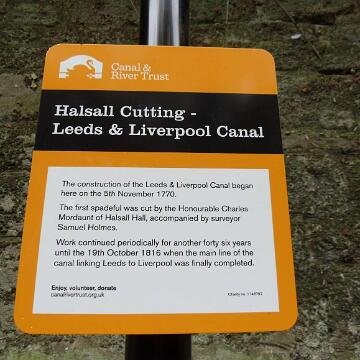 Canal &
River Trust
Halsall Cutting -
Leeds & Liverpool Canal
The construction of the Leeds & Liverpool Canal began
here on the 5th November 1770.
The first spadeful was cut by the Honourable Charles
Mordaunt of Halsall Hall, accompanied by surveyor
Samuel Holmes.
Work continued periodically for another forty six years
until the 19th October 1816 when the main line of the
canal linking Leeds to Liverpool was finally completed.
Enjoy, volunteer, donate
canalrivertrust.org.uk
Charity no.